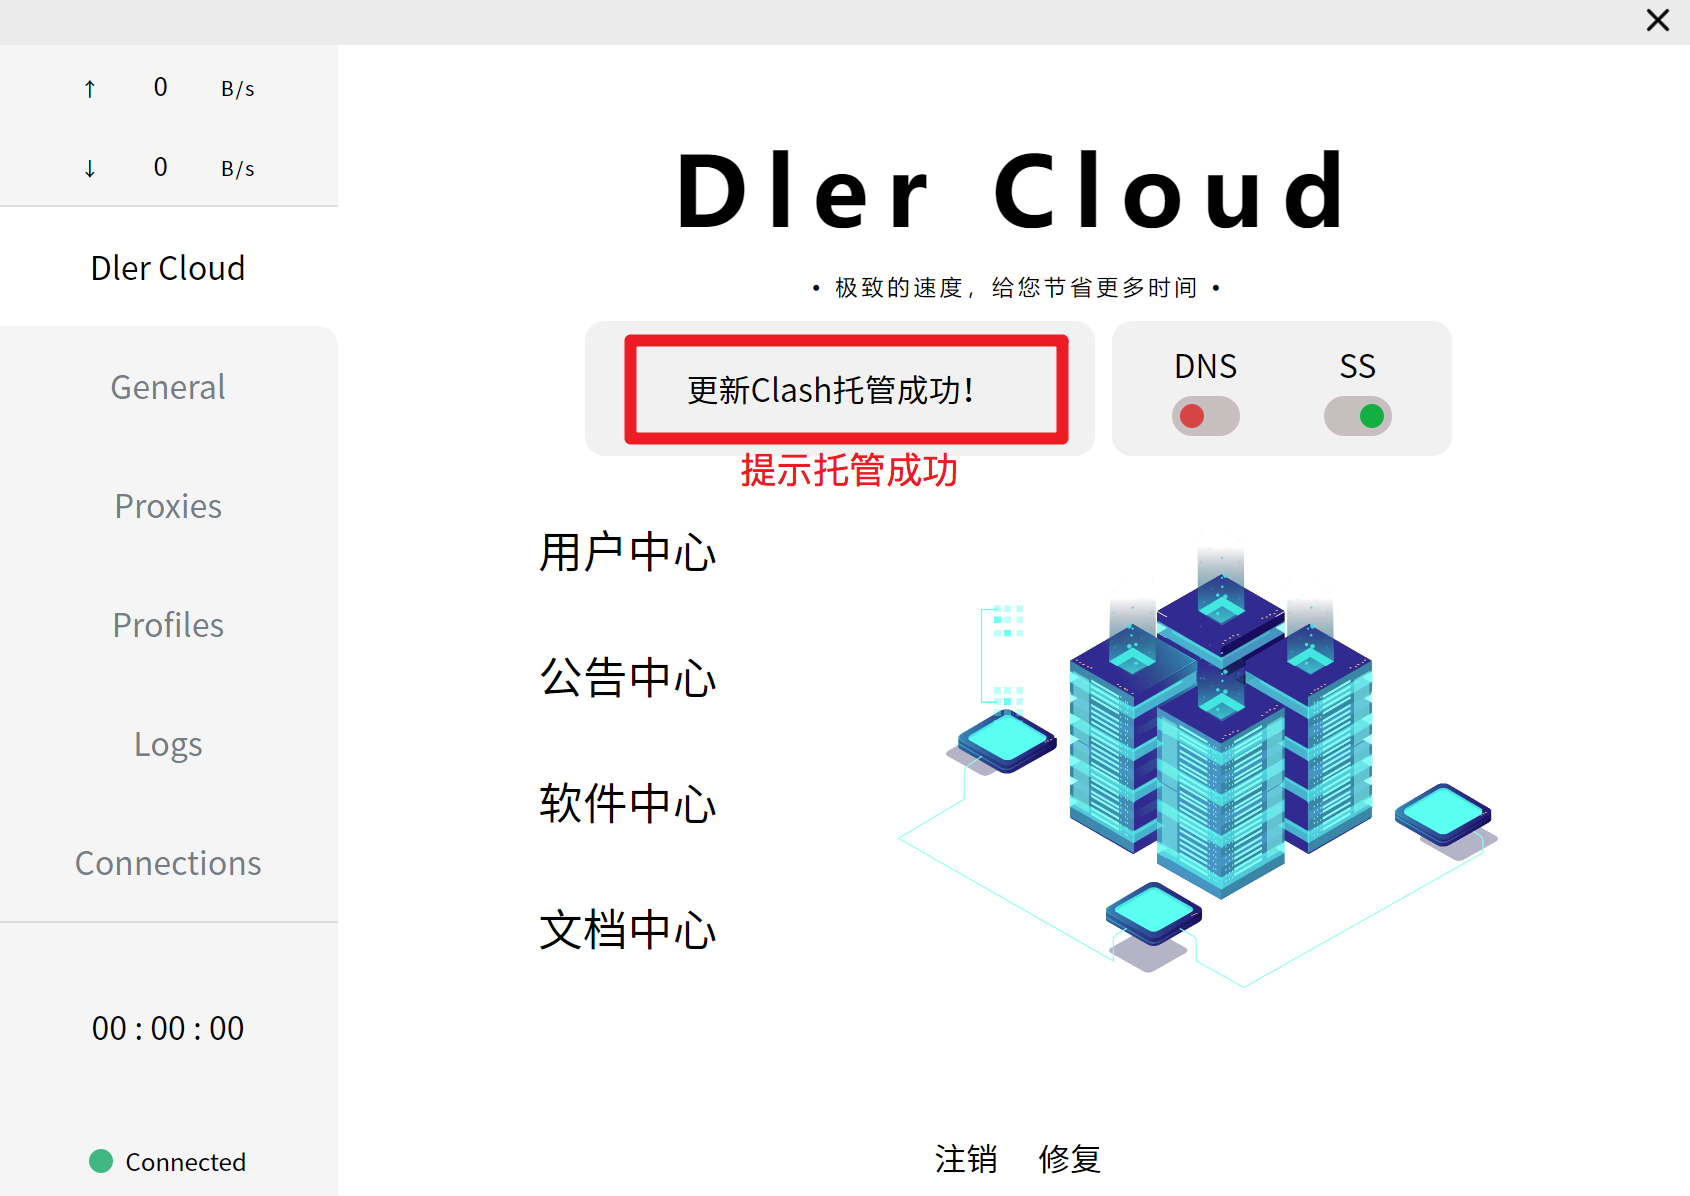 ↑ 0 B/s
↓ 0 B/s
Dler Cloud
General
Proxies
Profiles
Logs
Connections
00 : 00 : 00
Connected
Dler Cloud
• 极致的速度，给您节省更多时间 •
更新Clash托管成功！
提示托管成功
DNS SS
用户中心
公告中心
软件中心
文档中心
注销 修复